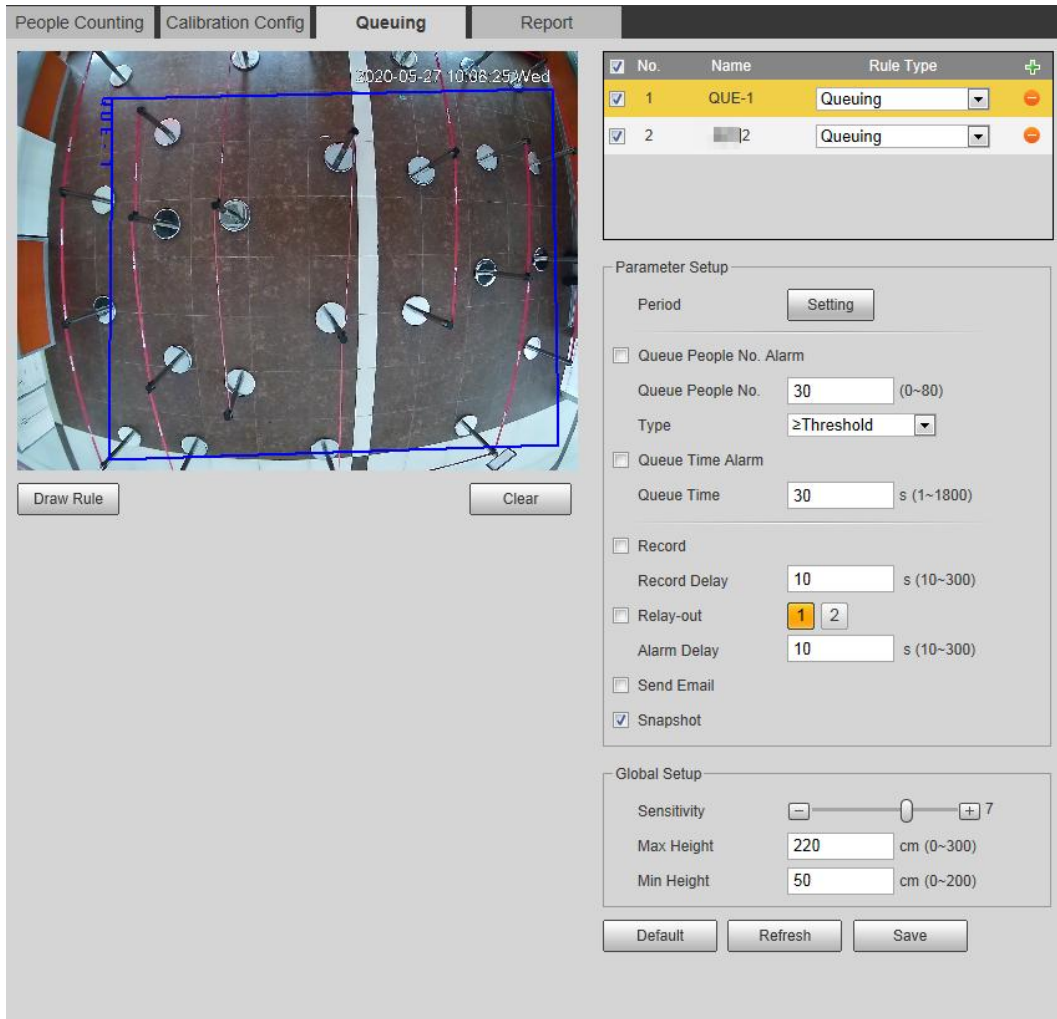 People Counting Calibration Config Queuing Report
2020-05-27 10:06:25 Wed
QUE-1
No. Name Rule Type
1 QUE-1 Queuing
2 2 Queuing
Draw Rule Clear
Parameter Setup
Period Setting
Queue People No. Alarm
Queue People No. 30 (0~80)
Type ≥Threshold
Queue Time Alarm
Queue Time 30 s (1~1800)
Record
Record Delay 10 s (10~300)
Relay-out 1 2
Alarm Delay 10 s (10~300)
Send Email
Snapshot
Global Setup
Sensitivity 7
Max Height 220 cm (0~300)
Min Height 50 cm (0~200)
Default Refresh Save